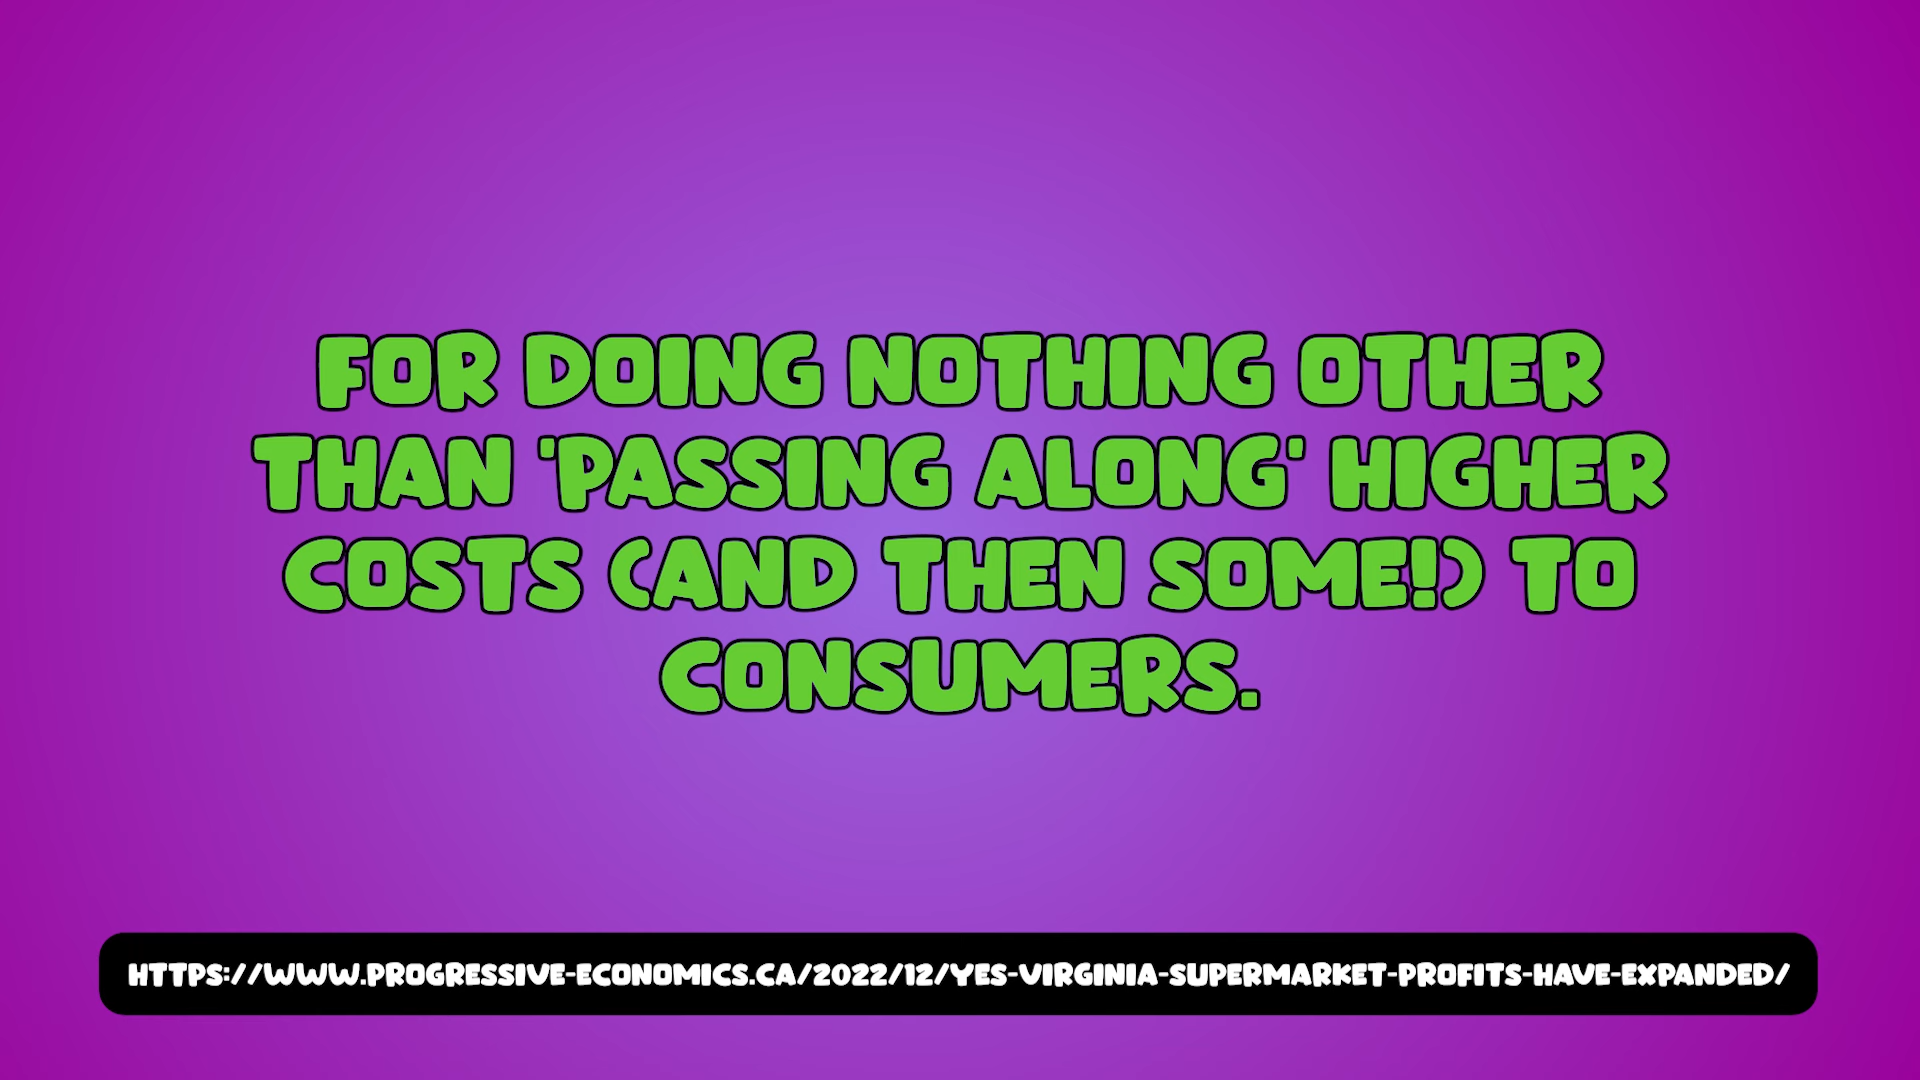 FOR DOING NOTHING OTHER
THAN 'PASSING ALONG' HIGHER
COSTS (AND THEN SOME!) TO
CONSUMERS.
HTTPS://WWW.PROGRESSIVE-ECONOMICS.CA/2022/12/YES-VIRGINIA-SUPERMARKET-PROFITS-HAVE-EXPANDED/